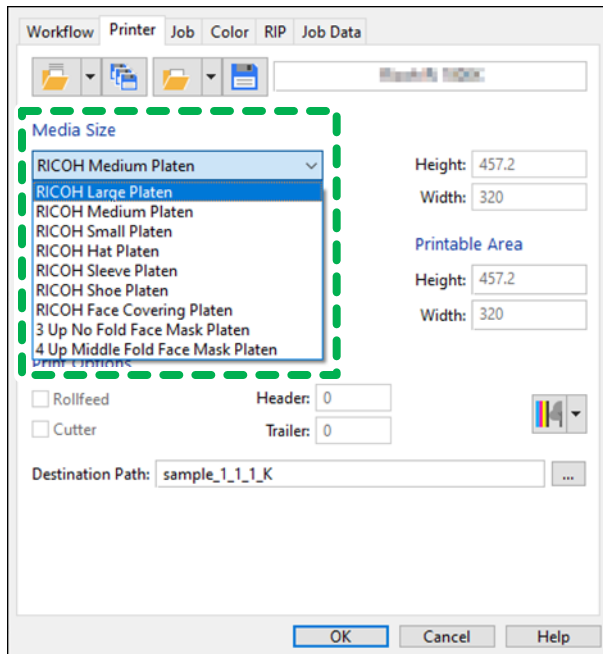 Workflow Printer Job Color RIP Job Data
Media Size
RICOH Medium Platen
RICOH Large Platen
RICOH Medium Platen
RICOH Small Platen
RICOH Hat Platen
RICOH Sleeve Platen
RICOH Shoe Platen
RICOH Face Covering Platen
3 Up No Fold Face Mask Platen
4 Up Middle Fold Face Mask Platen
Height: 457.2
Width: 320
Printable Area
Height: 457.2
Width: 320
Print Options
Rollfeed Header: 0
Cutter Trailer: 0
Destination Path: sample_1_1_1_K ...
OK Cancel Help